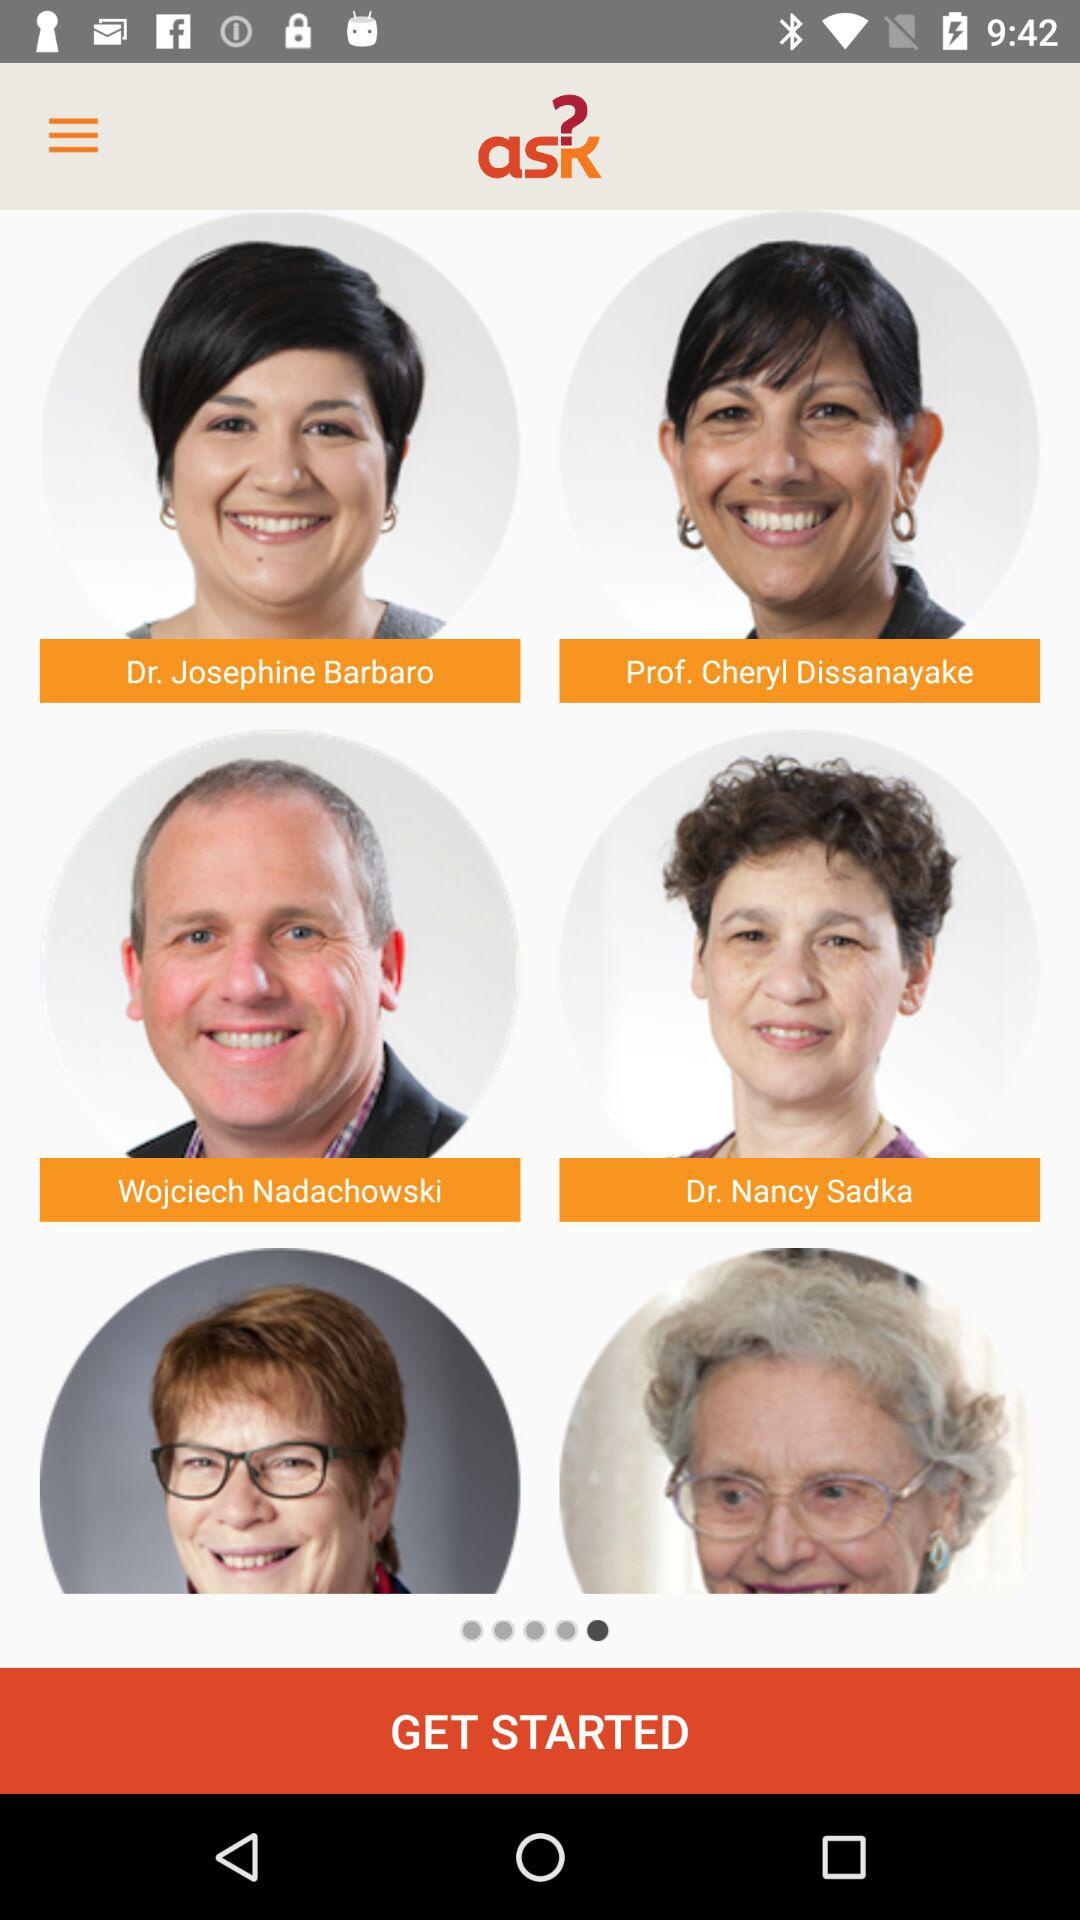 9:42
ask?
Dr. Josephine Barbaro
Prof. Cheryl Dissanayake
Wojciech Nadachowski
Dr. Nancy Sadka
GET STARTED